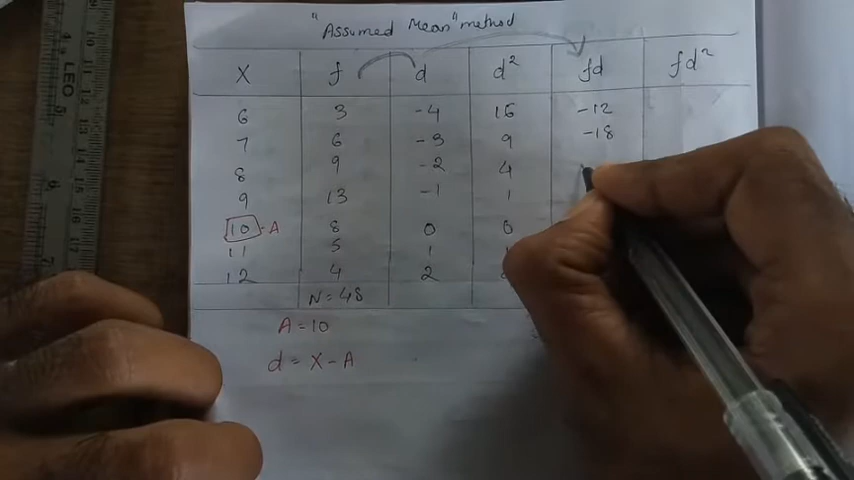 "Assumed Mean" method
X f d d² fd fd²
6 3 -4 16 -12
7 6 -3 9 -18
8 9 -2 4
9 13 -1 1
10 -A 8 0 0
11 5 1
12 4 2
N = 48
A = 10
d = X - A
LEO